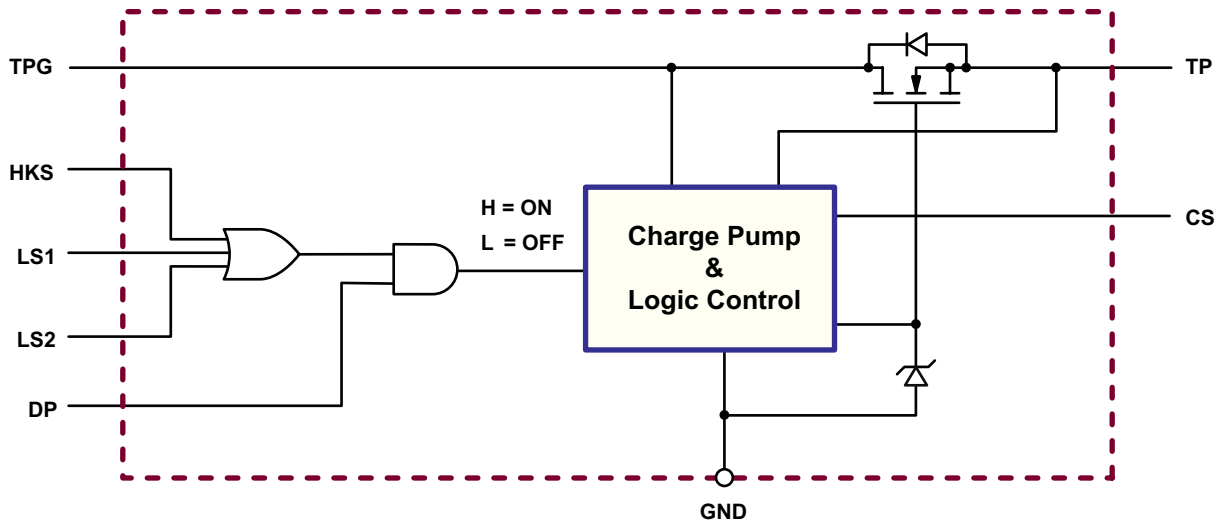 TPG
TP
HKS
H = ON
CS
L = OFF
Charge Pump
&
Logic Control
LS1
LS2
DP
GND